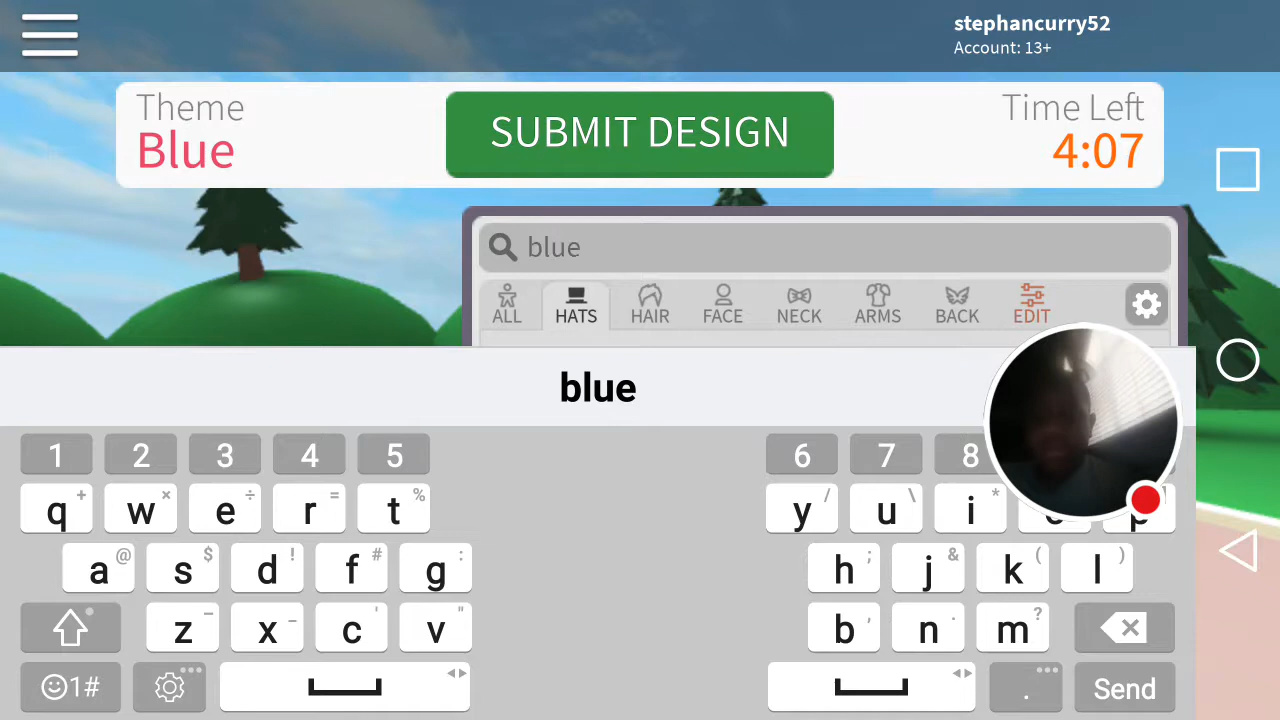 stephancurry52
Account: 13+
Theme
Blue
SUBMIT DESIGN
Time Left
4:07
blue
ALL HATS HAIR FACE NECK ARMS BACK EDIT
blue
1 2 3 4 5 6 7 8
q + w × e ÷ r = t % y / u \ i * p
a @ s $ d ! f # g : h ; j & k ( l )
z – x – c ' v " b , n . m ?
1# . Send